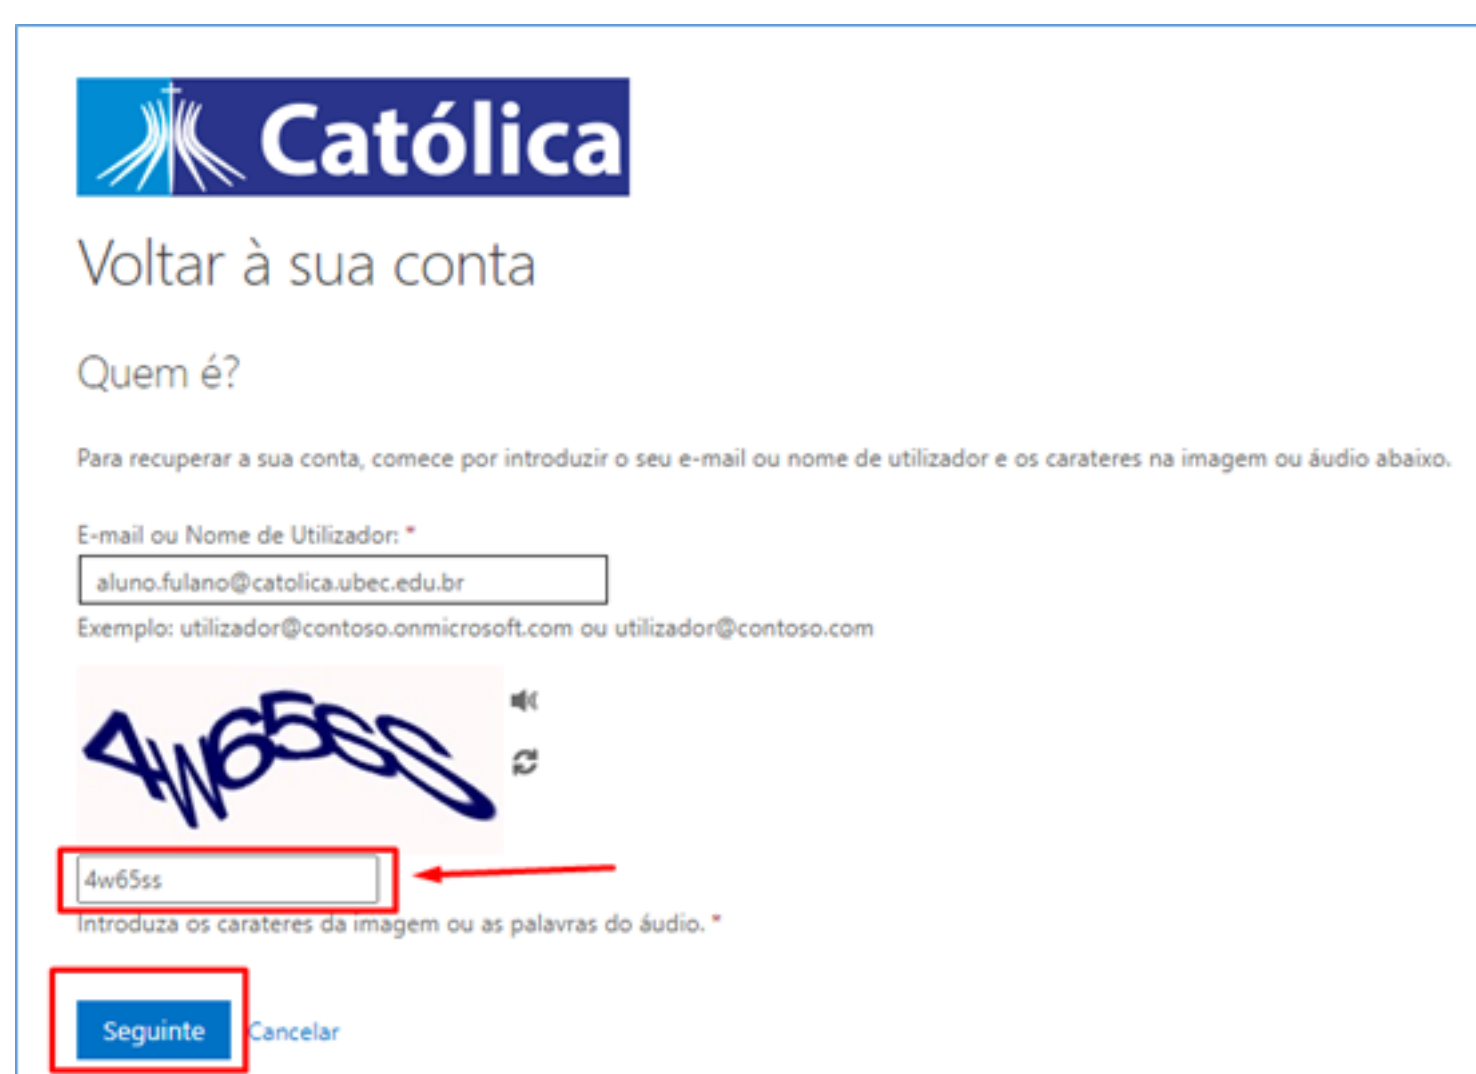 Católica
Voltar à sua conta
Quem é?
Para recuperar a sua conta, comece por introduzir o seu e-mail ou nome de utilizador e os carateres na imagem ou áudio abaixo.
E-mail ou Nome de Utilizador: *
aluno.fulano@catolica.ubec.edu.br
Exemplo: utilizador@contoso.onmicrosoft.com ou utilizador@contoso.com
4W65SS
4w65ss
Introduza os carateres da imagem ou as palavras do áudio. *
Seguinte Cancelar